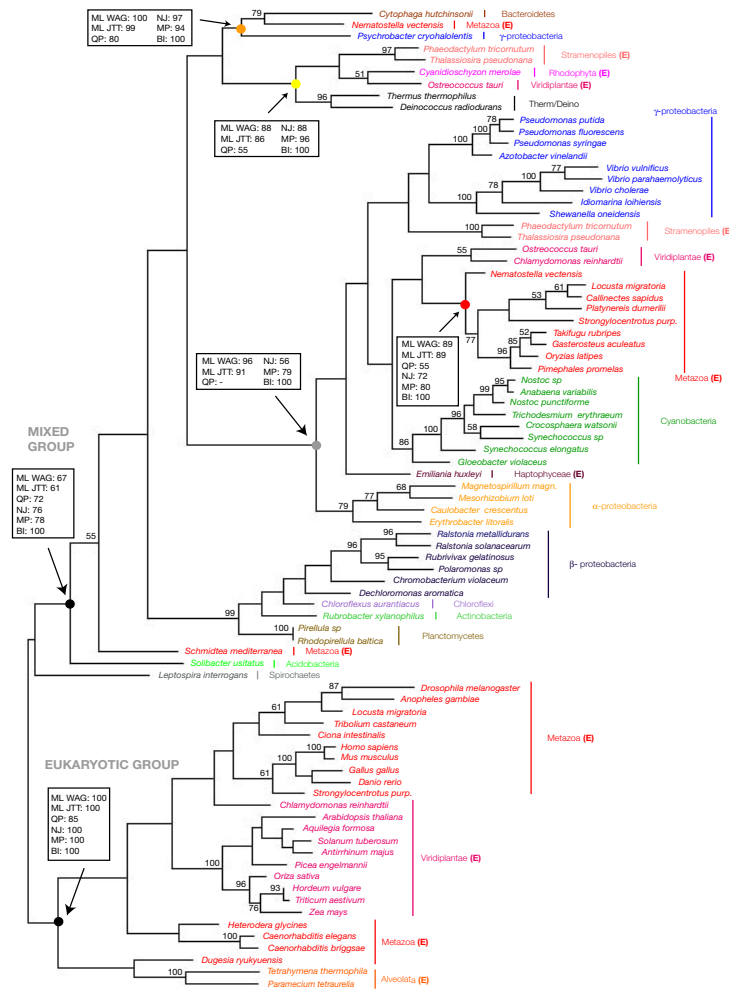 ML WAG: 100 NJ: 97
ML JTT: 99 MP: 94
QP: 80 BI: 100
79
Cytophaga hutchinsonii Bacteroidetes
Nematostella vectensis Metazoa (E)
Psychrobacter cryohalolentis γ-proteobacteria
97
Phaeodactylum tricornutum
Thalassiosira pseudonana
Stramenopiles (E)
51
Cyanidioschyzon merolae Rhodophyta (E)
Ostreococcus tauri Viridiplantae (E)
96
Thermus thermophilus
Deinococcus radiodurans
Therm/Deino
ML WAG: 88 NJ: 88
ML JTT: 86 MP: 96
QP: 55 BI: 100
γ-proteobacteria
78
100
Pseudomonas putida
Pseudomonas fluorescens
Pseudomonas syringae
Azotobacter vinelandii
77
78
100
Vibrio vulnificus
Vibrio parahaemolyticus
Vibrio cholerae
Idiomarina loihiensis
Shewanella oneidensis
100
Phaeodactylum tricornutum
Thalassiosira pseudonana
Stramenopiles (E
55
Ostreococcus tauri
Chlamydomonas reinhardtii
Viridiplantae (E)
Nematostella vectensis
61
53
Locusta migratoria
Callinectes sapidus
Platynereis dumerilii
Strongylocentrotus purp.
77
52
85
96
Takifugu rubripes
Gasterosteus aculeatus
Oryzias latipes
Pimephales promelas
Metazoa (E)
ML WAG: 89
ML JTT: 89
QP: 55
NJ: 72
MP: 80
BI: 100
ML WAG: 96 NJ: 56
ML JTT: 91 MP: 79
QP: - BI: 100
95
99
96
58
100
86
Nostoc sp
Anabaena variabilis
Nostoc punctiforme
Trichodesmium erythraeum
Crocosphaera watsonii
Synechococcus sp
Synechococcus elongatus
Gloeobacter violaceus
Cyanobacteria
Emiliania huxleyi Haptophyceae (E)
68
77
79
Magnetospirillum magn.
Mesorhizobium loti
Caulobacter crescentus
Erythrobacter litoralis
α-proteobacteria
MIXED
GROUP
ML WAG: 67
ML JTT: 61
QP: 72
NJ: 76
MP: 78
BI: 100
55
96
96
95
Ralstonia metallidurans
Ralstonia solanacearum
Rubrivivax gelatinosus
Polaromonas sp
Chromobacterium violaceum
Dechloromonas aromatica
β- proteobacteria
Chloroflexus aurantiacus Chloroflexi
99
Rubrobacter xylanophilus Actinobacteria
100
Pirellula sp
Rhodopirellula baltica
Planctomycetes
Schmidtea mediterranea Metazoa (E)
Solibacter usitatus Acidobacteria
Leptospira interrogans Spirochaetes
87
61
Drosophila melanogaster
Anopheles gambiae
Locusta migratoria
Tribolium castaneum
Ciona intestinalis
100
100
61
Homo sapiens
Mus musculus
Gallus gallus
Danio rerio
Strongylocentrotus purp.
Metazoa (E)
EUKARYOTIC GROUP
ML WAG: 100
ML JTT: 100
QP: 85
NJ: 100
MP: 100
BI: 100
Chlamydomonas reinhardtii
100
Arabidopsis thaliana
Aquilegia formosa
Solanum tuberosum
Antirrhinum majus
Picea engelmannii
96
93
76
Oriza sativa
Hordeum vulgare
Triticum aestivum
Zea mays
Viridiplantae (E)
100
Heterodera glycines
Caenorhabditis elegans
Caenorhabditis briggsae
Metazoa (E)
Dugesia ryukyuensis
100
Tetrahymena thermophila
Paramecium tetraurelia
Alveolata (E)